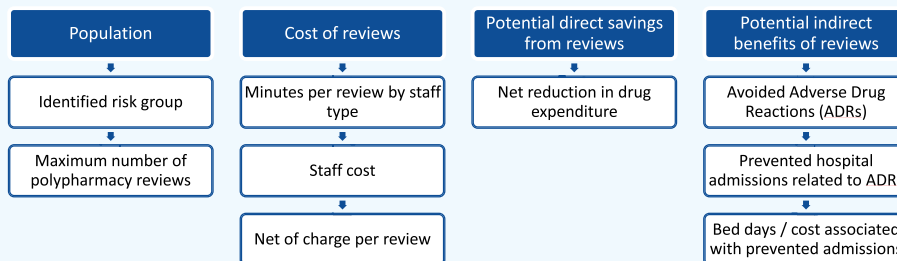 Population
Identified risk group
Maximum number of
polypharmacy reviews
Cost of reviews
Minutes per review by staff
type
Staff cost
Net of charge per review
Potential direct savings
from reviews
Net reduction in drug
expenditure
Potential indirect
benefits of reviews
Avoided Adverse Drug
Reactions (ADRs)
Prevented hospital
admissions related to ADR
Bed days / cost associated
with prevented admissions